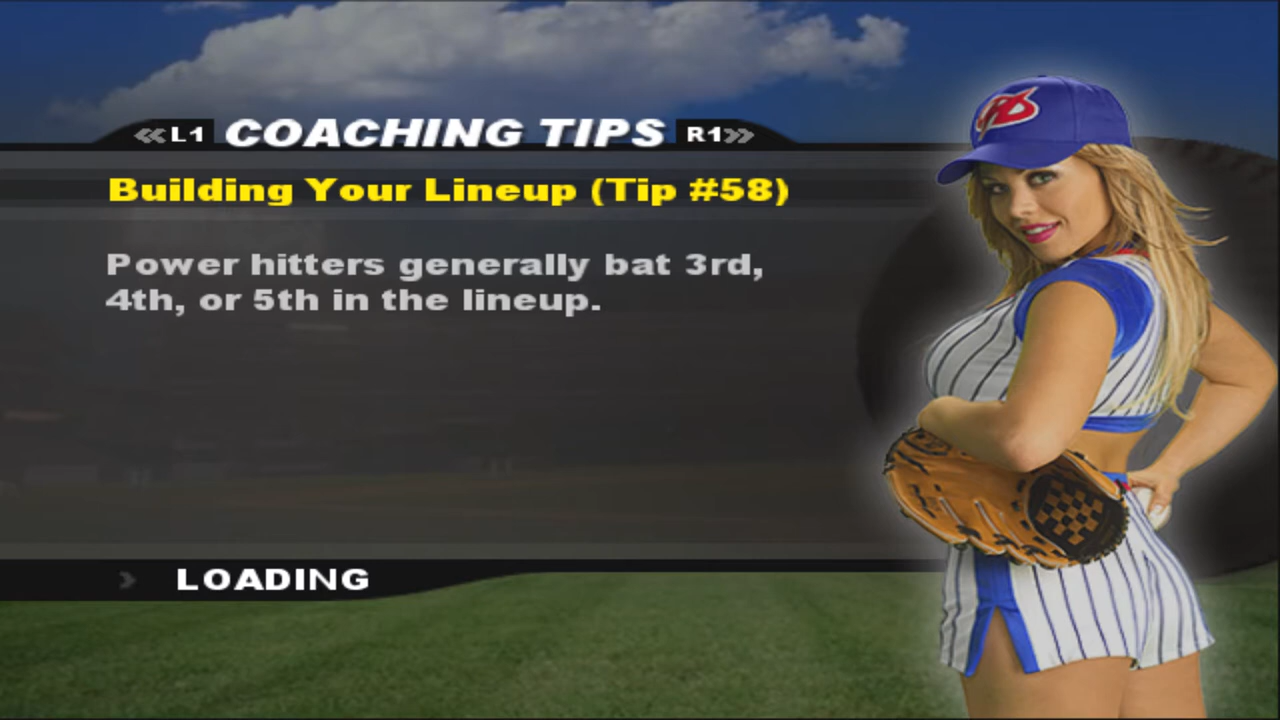 L1 COACHING TIPS R1
Building Your Lineup (Tip #58)
Power hitters generally bat 3rd,
4th, or 5th in the lineup.
LOADING